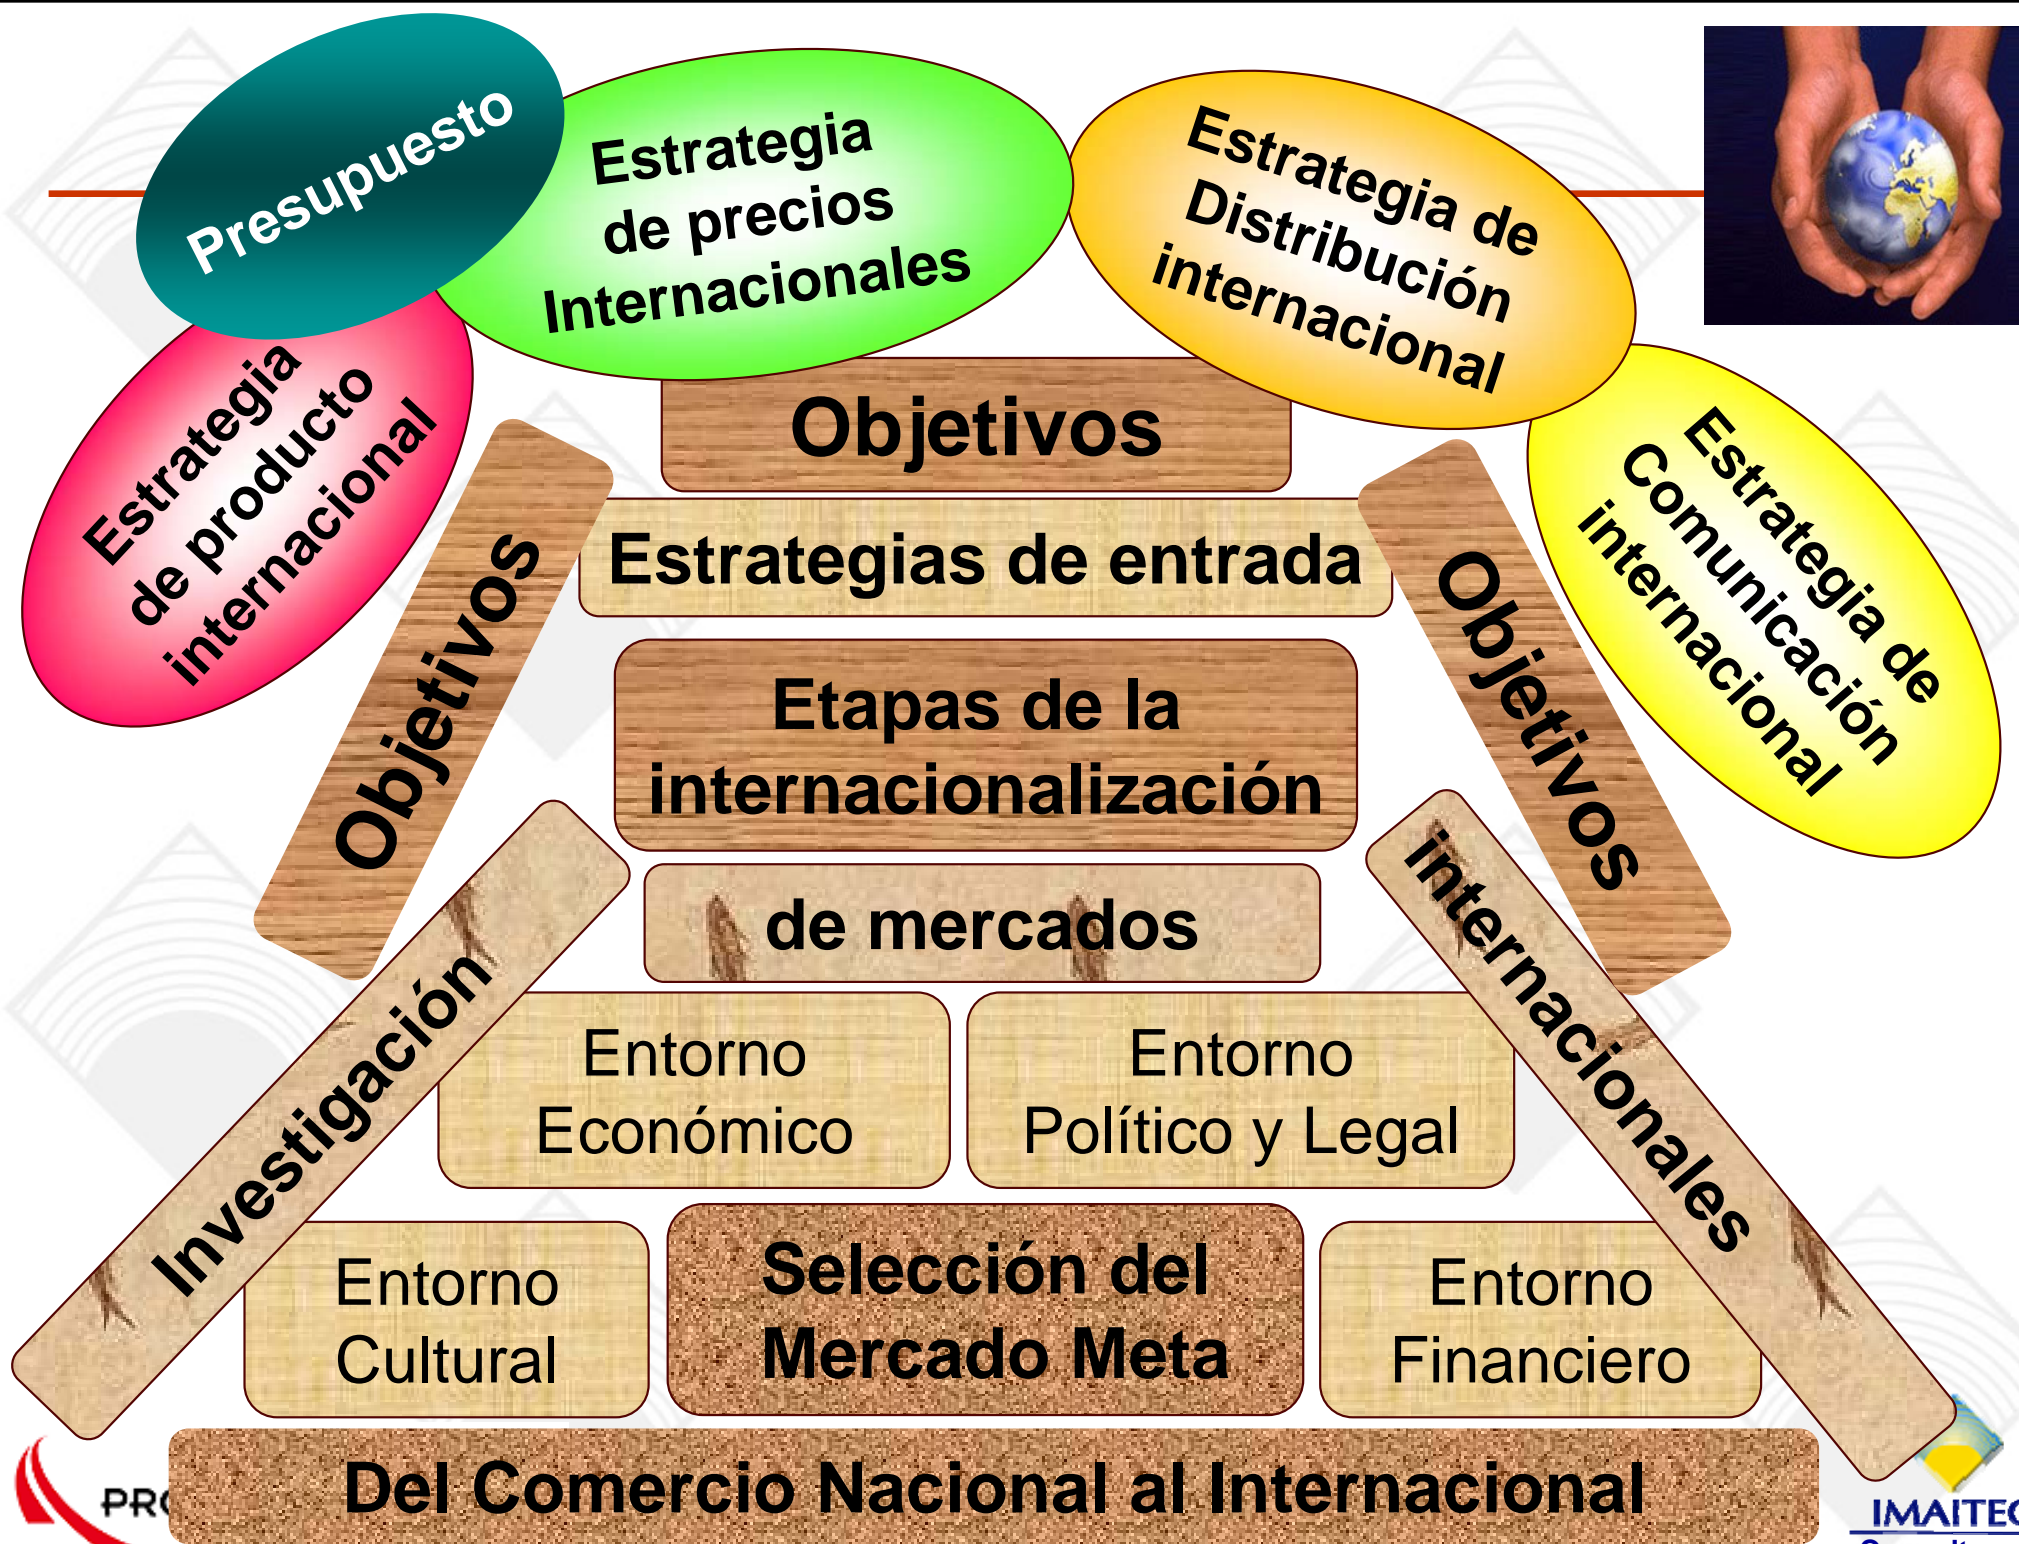 Presupuesto
Estrategia
de precios
Internacionales
Estrategia de
Distribución
internacional
Estrategia
de producto
internacional
Estrategia de
Comunicación
internacional
Objetivos
Objetivos
Objetivos
Estrategias de entrada
Etapas de la
internacionalización
Investigación
de mercados
internacionales
Entorno
Económico
Entorno
Político y Legal
Entorno
Cultural
Selección del
Mercado Meta
Entorno
Financiero
Del Comercio Nacional al Internacional